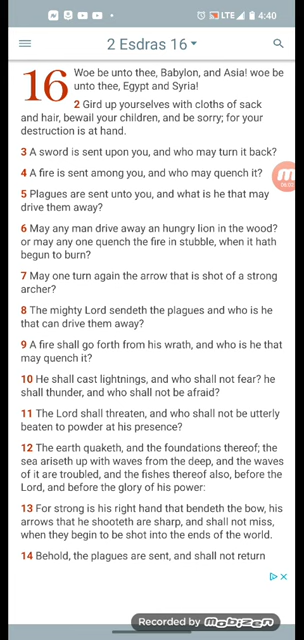 LTE 4:40
2 Esdras 16
16 Woe be unto thee, Babylon, and Asia! woe be
unto thee, Egypt and Syria!
2 Gird up yourselves with cloths of sack
and hair, bewail your children, and be sorry; for your
destruction is at hand.
3 A sword is sent upon you, and who may turn it back?
4 A fire is sent among you, and who may quench it?
5 Plagues are sent unto you, and what is he that may
drive them away?
6 May any man drive away an hungry lion in the wood?
or may any one quench the fire in stubble, when it hath
begun to burn?
7 May one turn again the arrow that is shot of a strong
archer?
8 The mighty Lord sendeth the plagues and who is he
that can drive them away?
9 A fire shall go forth from his wrath, and who is he that
may quench it?
10 He shall cast lightnings, and who shall not fear? he
shall thunder, and who shall not be afraid?
11 The Lord shall threaten, and who shall not be utterly
beaten to powder at his presence?
12 The earth quaketh, and the foundations thereof; the
sea ariseth up with waves from the deep, and the waves
of it are troubled, and the fishes thereof also, before the
Lord, and before the glory of his power:
13 For strong is his right hand that bendeth the bow, his
arrows that he shooteth are sharp, and shall not miss,
when they begin to be shot into the ends of the world.
14 Behold, the plagues are sent, and shall not return
Recorded by mobizen